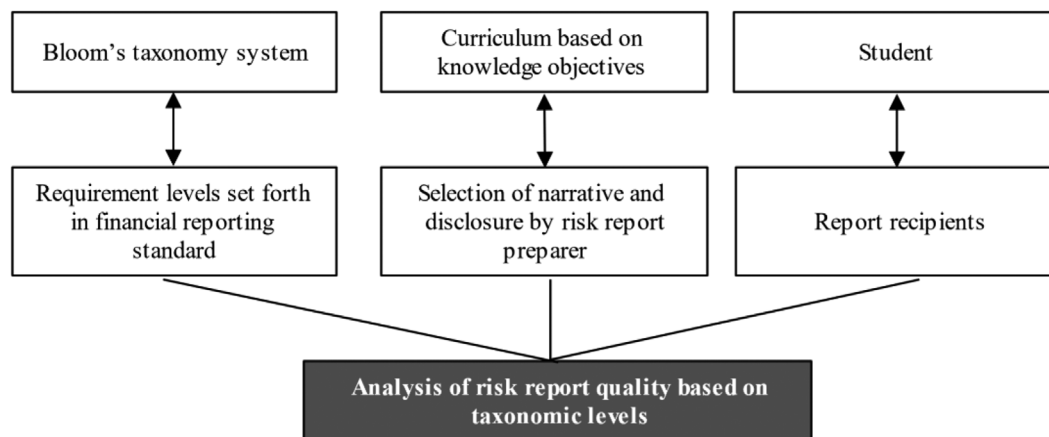 Bloom's taxonomy system
Curriculum based on
knowledge objectives
Student
Requirement levels set forth
in financial reporting
standard
Selection of narrative and
disclosure by risk report
preparer
Report recipients
Analysis of risk report quality based on
taxonomic levels